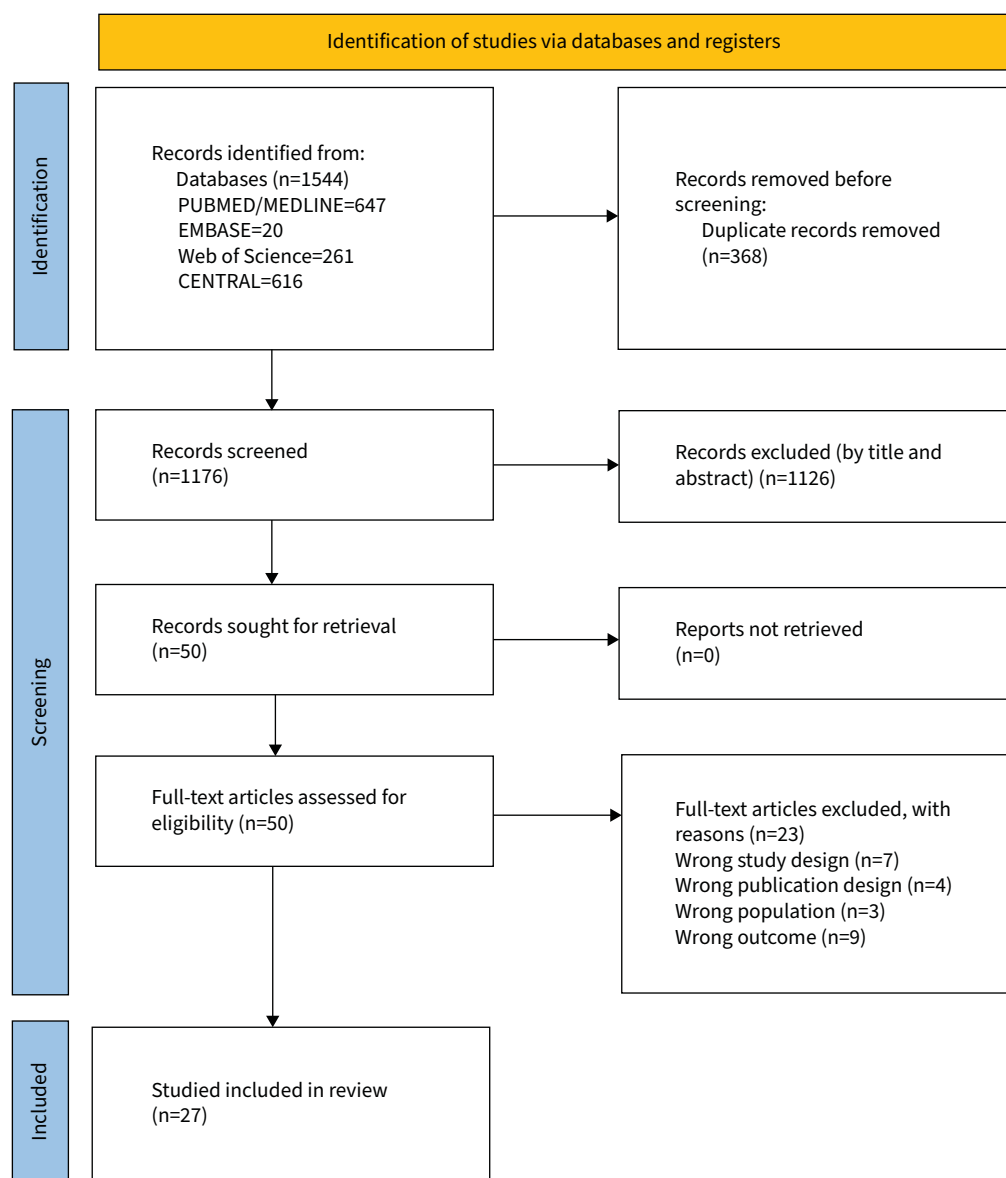 Identification of studies via databases and registers
Identification
Records identified from:
Databases (n=1544)
PUBMED/MEDLINE=647
EMBASE=20
Web of Science=261
CENTRAL=616
Records removed before
screening:
Duplicate records removed
(n=368)
Screening
Records screened
(n=1176)
Records excluded (by title and
abstract) (n=1126)
Records sought for retrieval
(n=50)
Reports not retrieved
(n=0)
Full-text articles assessed for
eligibility (n=50)
Full-text articles excluded, with
reasons (n=23)
Wrong study design (n=7)
Wrong publication design (n=4)
Wrong population (n=3)
Wrong outcome (n=9)
Included
Studied included in review
(n=27)